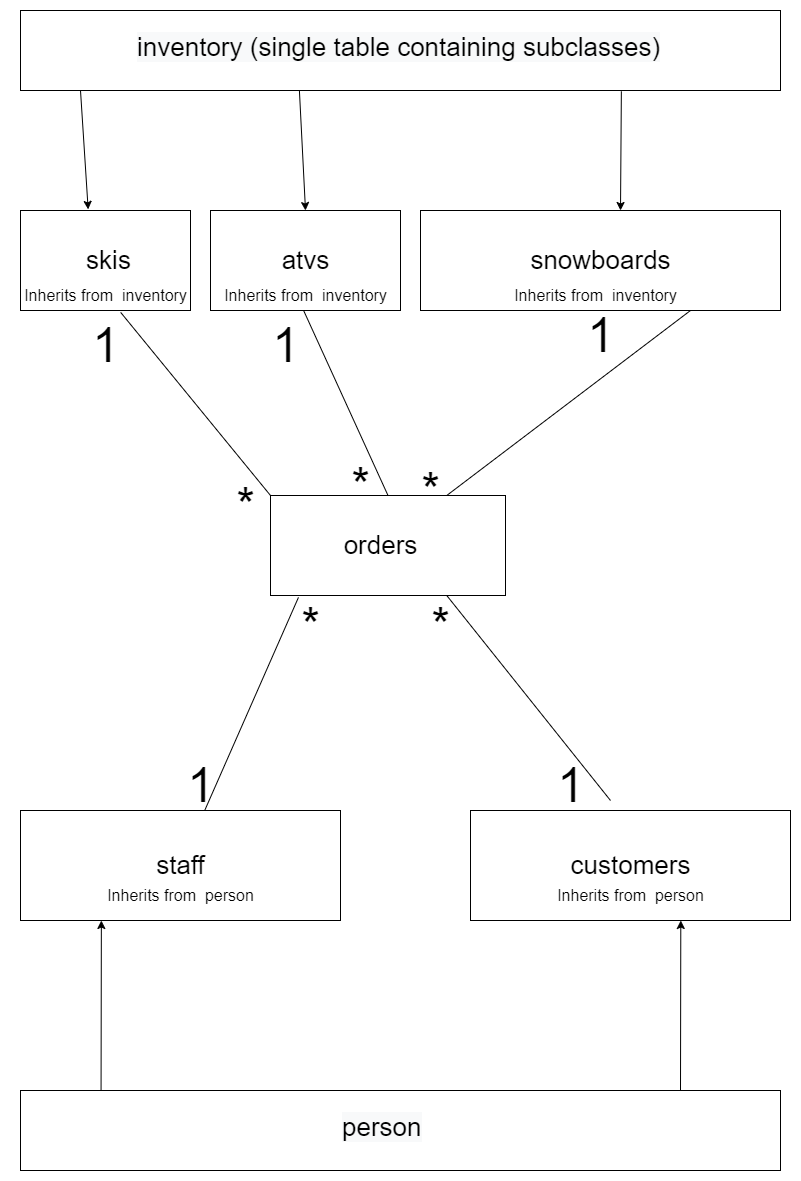 inventory (single table containing subclasses)
skis
Inherits from  inventory
atvs
Inherits from  inventory
snowboards
Inherits from  inventory
1
1
1
*
*
*
orders
*
*
1
1
staff
Inherits from  person
customers
Inherits from  person
person